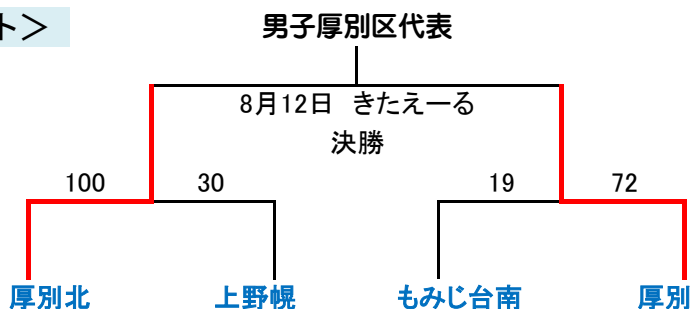 ト＞
男子厚別区代表
8月12日 きたえーる
決勝
100 30 19 72
厚別北 上野幌 もみじ台南 厚別